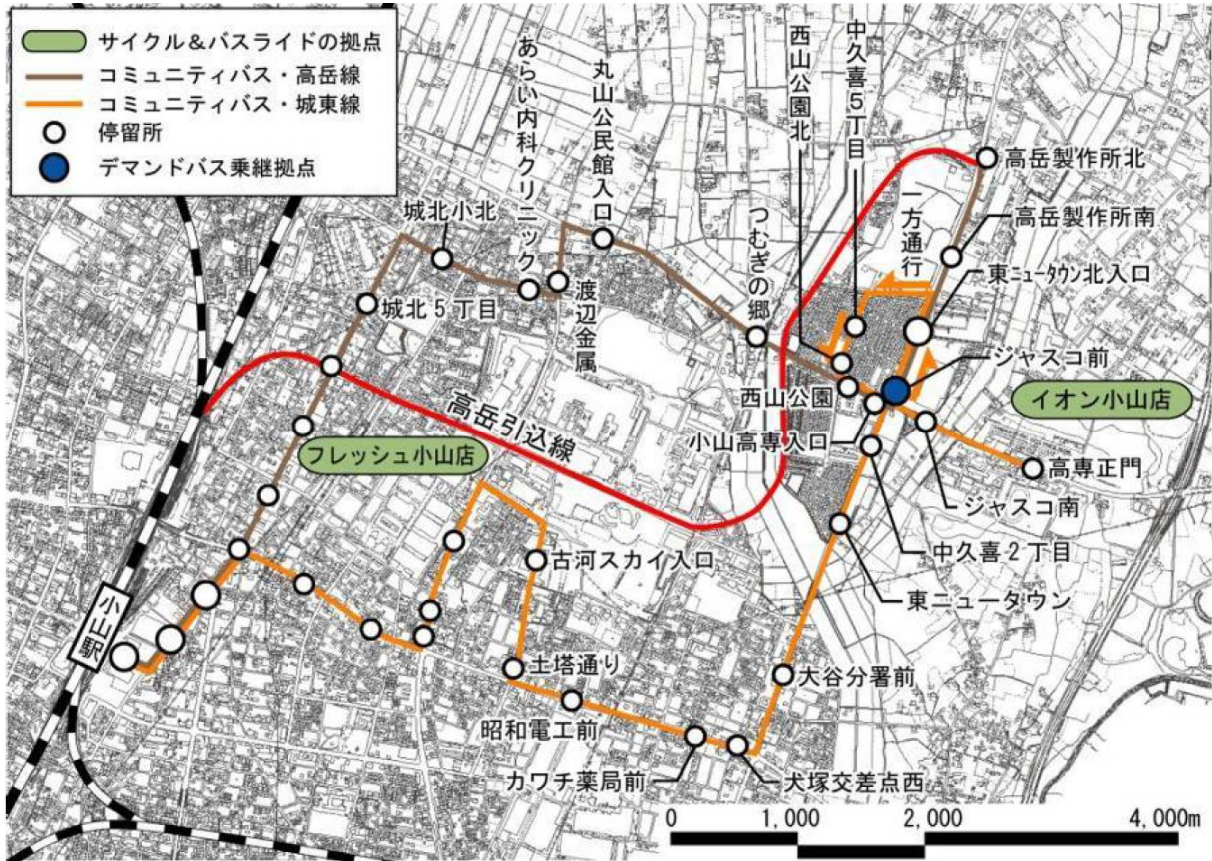 サイクル＆バスライドの拠点
コミュニティバス・高岳線
コミュニティバス・城東線
停留所
デマンドバス乗継拠点
あらい内科クリニック
丸山公民館入口
西山公園北
中久喜５丁目
高岳製作所北
城北小北
つむぎの郷
一方通行
高岳製作所南
東ニュータウン北入口
城北５丁目
渡辺金属
ジャスコ前
西山公園
イオン小山店
高岳引込線
小山高専入口
フレッシュ小山店
高専正門
ジャスコ南
古河スカイ入口
中久喜２丁目
東ニュータウン
小山駅
土塔通り
大谷分署前
昭和電工前
カワチ薬局前
犬塚交差点西
0 1,000 2,000 4,000m